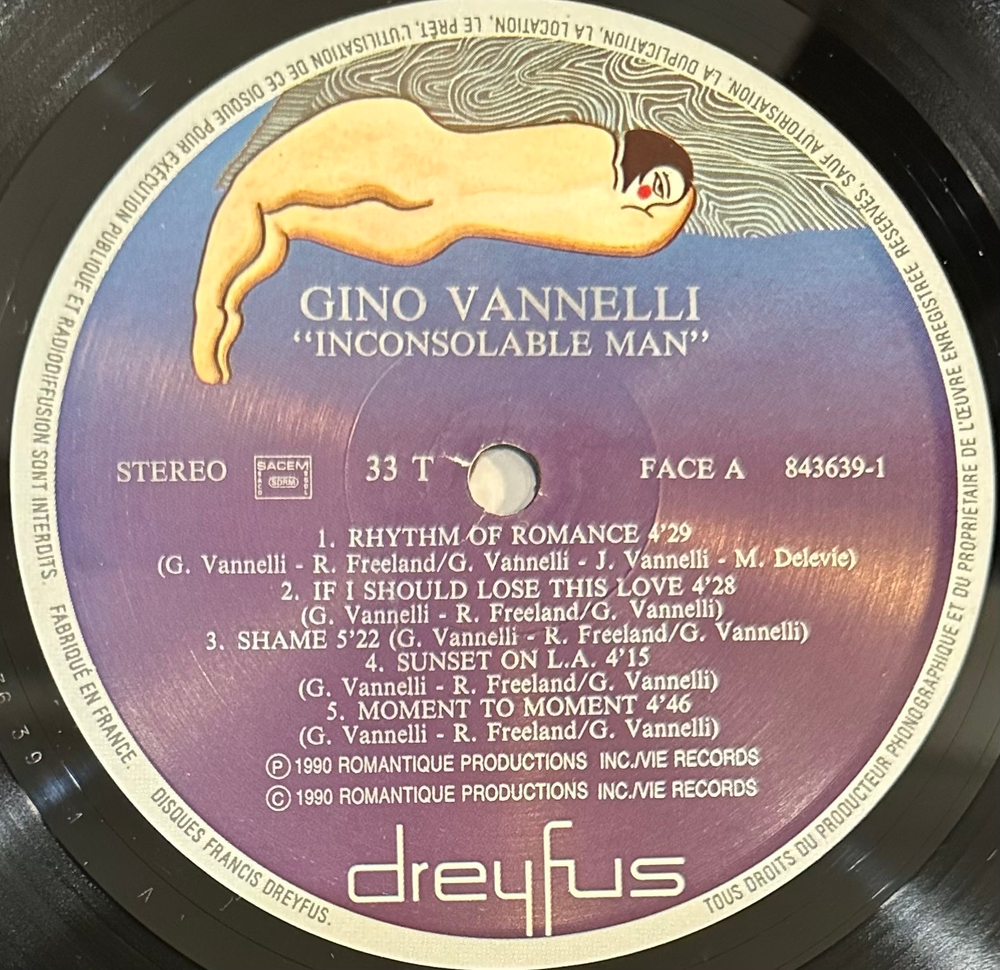 GINO VANNELLI
“INCONSOLABLE MAN”
STEREO
SACEM
SACD
SDRM
SGDL
33 T
FACE A
843639-1
1. RHYTHM OF ROMANCE 4’29
(G. Vannelli - R. Freeland/G. Vannelli - J. Vannelli - M. Delevie)
2. IF I SHOULD LOSE THIS LOVE 4’28
(G. Vannelli - R. Freeland/G. Vannelli)
3. SHAME 5’22 (G. Vannelli - R. Freeland/G. Vannelli)
4. SUNSET ON L.A. 4’15
(G. Vannelli - R. Freeland/G. Vannelli)
5. MOMENT TO MOMENT 4’46
(G. Vannelli - R. Freeland/G. Vannelli)
Ⓟ 1990 ROMANTIQUE PRODUCTIONS INC./VIE RECORDS
© 1990 ROMANTIQUE PRODUCTIONS INC./VIE RECORDS
dreyfus
TOUS DROITS DU PRODUCTEUR PHONOGRAPHIQUE ET DU PROPRIETAIRE DE L'ŒUVRE ENREGISTREE RESERVÉS, SAUF AUTORISATION, LA DUPLICATION, LA LOCATION, LE PRÊT, L'UTILISATION DE CE DISQUE POUR EXÉCUTION PUBLIQUE ET RADIODIFFUSION SONT INTERDITS. FABRIQUÉ EN FRANCE. DISQUES FRANCIS DREYFUS.